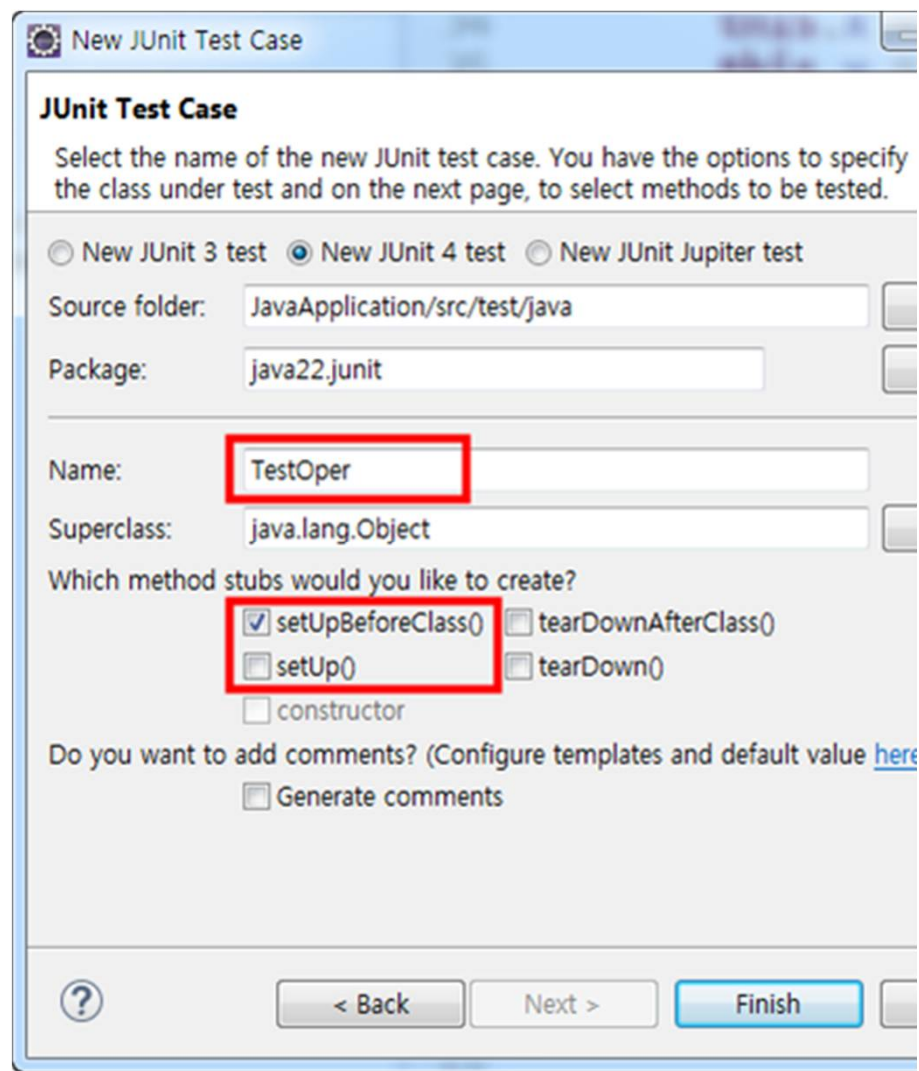 New JUnit Test Case
JUnit Test Case
Select the name of the new JUnit test case. You have the options to specify
the class under test and on the next page, to select methods to be tested.
New JUnit 3 test New JUnit 4 test New JUnit Jupiter test
Source folder: JavaApplication/src/test/java
Package: java22.junit
Name: TestOper
Superclass: java.lang.Object
Which method stubs would you like to create?
setUpBeforeClass() tearDownAfterClass()
setUp() tearDown()
constructor
Do you want to add comments? (Configure templates and default value here
Generate comments
? < Back Next > Finish